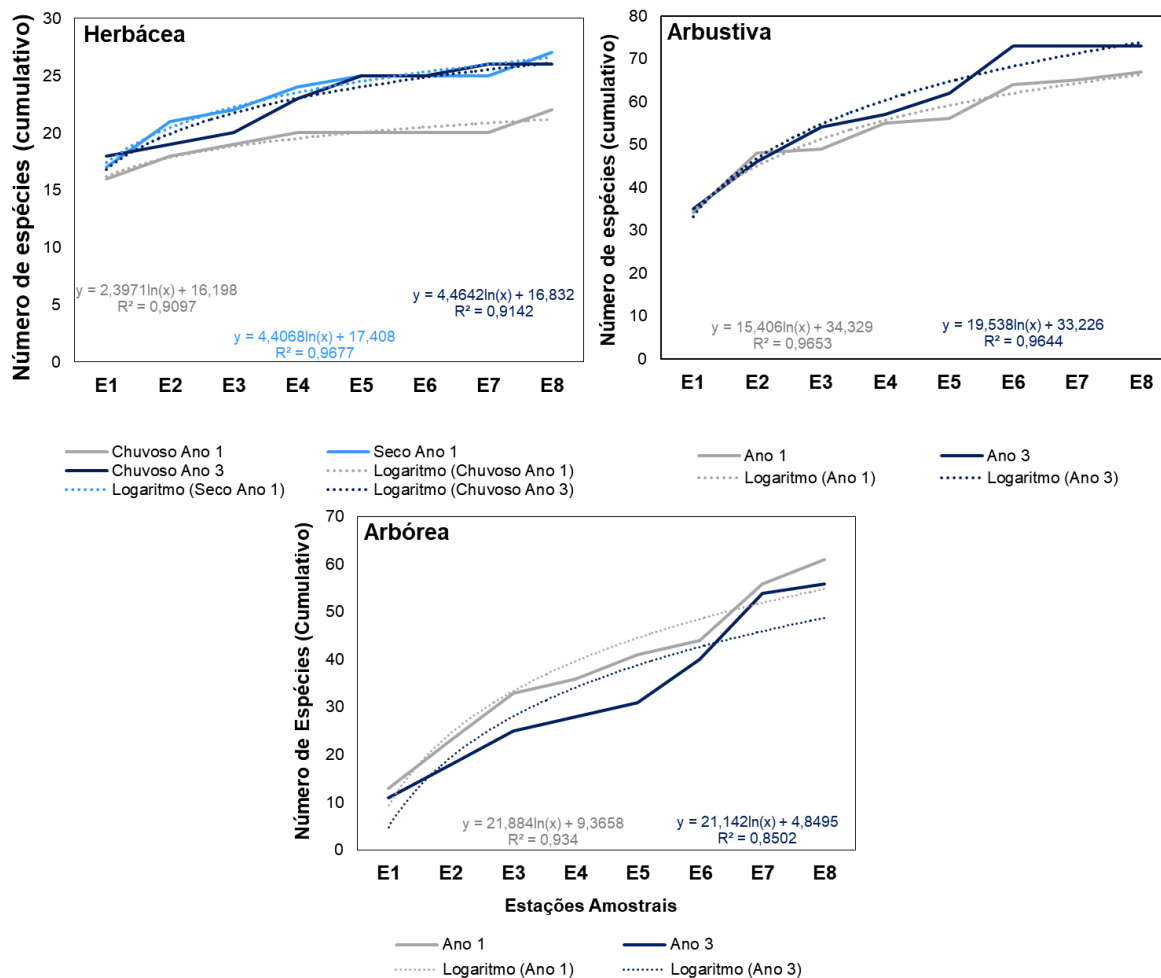 Herbácea
Número de espécies (cumulativo)
30
25
20
15
10
5
0
y = 2,3971ln(x) + 16,198
R² = 0,9097
y = 4,4642ln(x) + 16,832
R² = 0,9142
y = 4,4068ln(x) + 17,408
R² = 0,9677
E1 E2 E3 E4 E5 E6 E7 E8
Chuvoso Ano 1 Seco Ano 1
Chuvoso Ano 3 Logaritmo (Chuvoso Ano 1)
Logaritmo (Seco Ano 1) Logaritmo (Chuvoso Ano 3)
Arbustiva
Número de espécies (cumulativo)
80
70
60
50
40
30
20
10
0
y = 15,406ln(x) + 34,329
R² = 0,9653
y = 19,538ln(x) + 33,226
R² = 0,9644
E1 E2 E3 E4 E5 E6 E7 E8
Ano 1 Ano 3
Logaritmo (Ano 1) Logaritmo (Ano 3)
Arbórea
Número de Espécies (Cumulativo)
70
60
50
40
30
20
10
0
y = 21,884ln(x) + 9,3658
R² = 0,934
y = 21,142ln(x) + 4,8495
R² = 0,8502
E1 E2 E3 E4 E5 E6 E7 E8
Estações Amostrais
Ano 1 Ano 3
Logaritmo (Ano 1) Logaritmo (Ano 3)